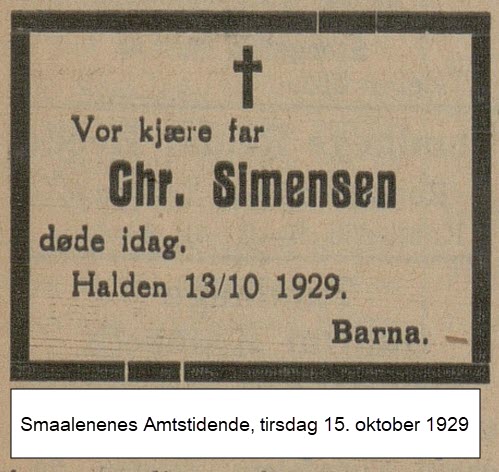 Vor kjære far
Chr. Simensen
døde idag.
Halden 13/10 1929.
Barna.
Smaalenenes Amtstidende, tirsdag 15. oktober 1929